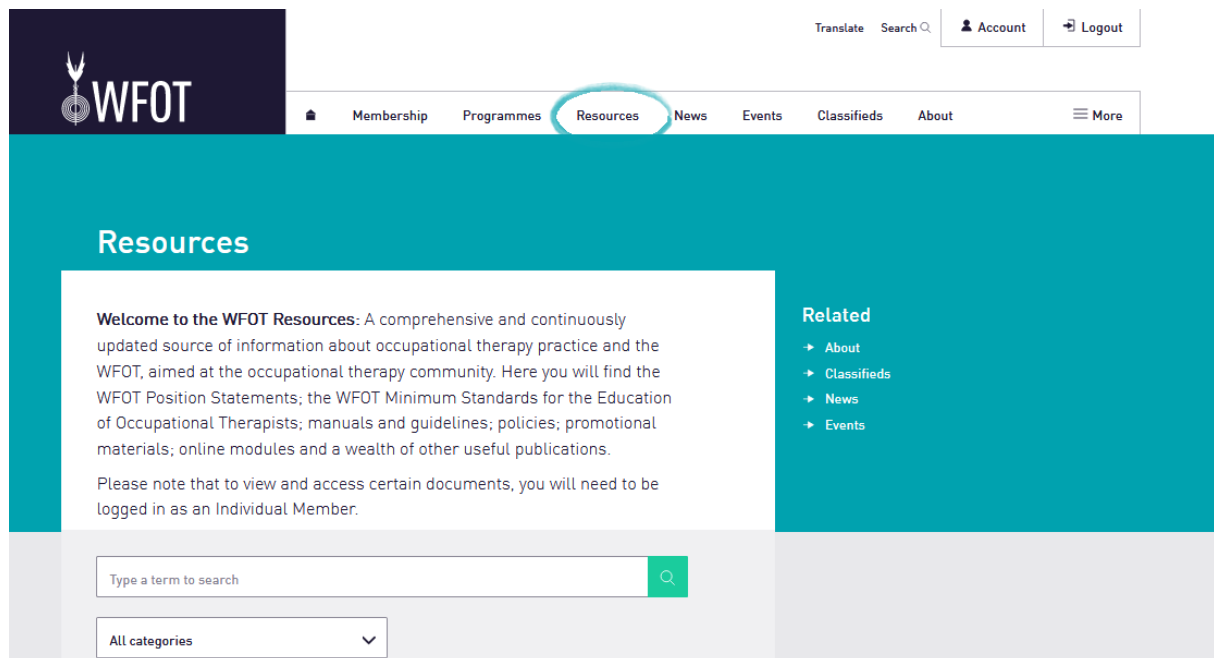 Translate Search Account Logout
WFOT
Membership Programmes Resources News Events Classifieds About More
Resources
Welcome to the WFOT Resources: A comprehensive and continuously
updated source of information about occupational therapy practice and the
WFOT, aimed at the occupational therapy community. Here you will find the
WFOT Position Statements; the WFOT Minimum Standards for the Education
of Occupational Therapists; manuals and guidelines; policies; promotional
materials; online modules and a wealth of other useful publications.
Please note that to view and access certain documents, you will need to be
logged in as an Individual Member.
Related
About
Classifieds
News
Events
Type a term to search
All categories